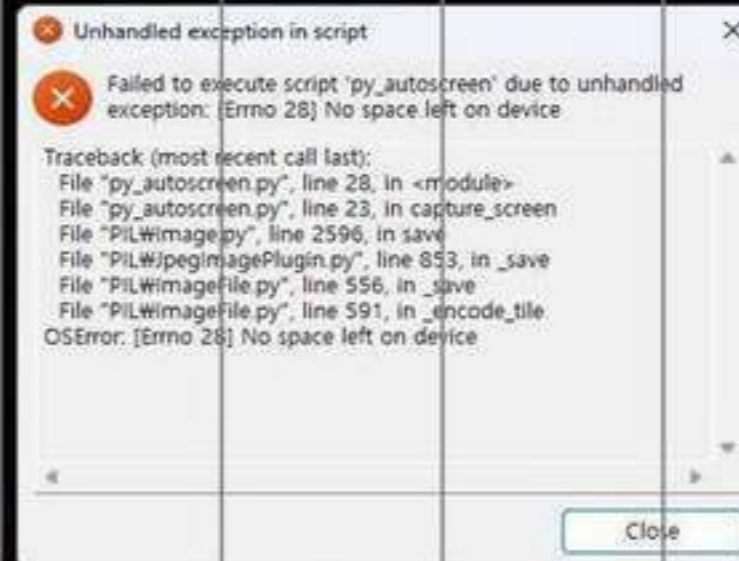 Unhandled exception in script
Failed to execute script 'py_autoscreen' due to unhandled
exception: [Errno 28] No space left on device
Traceback (most recent call last):
File "py_autoscreen.py", line 28, in <module>
File "py_autoscreen.py", line 23, in capture_screen
File "PIL₩Image.py", line 2596, in save
File "PIL₩JpegImagePlugin.py", line 853, in _save
File "PIL₩ImageFile.py", line 556, in _save
File "PIL₩ImageFile.py", line 591, in _encode_tile
OSError: [Errno 28] No space left on device
Close